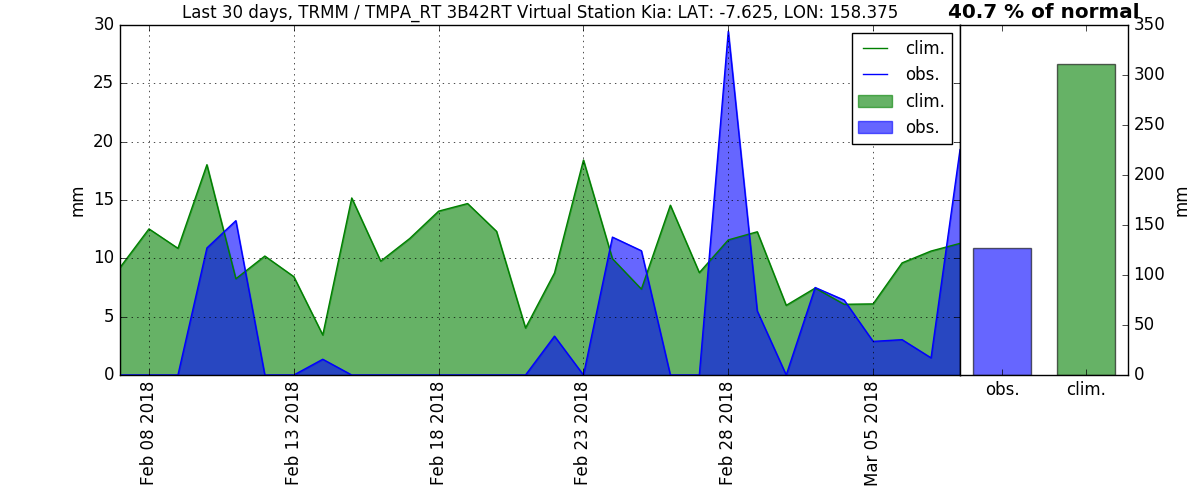 Last 30 days, TRMM / TMPA_RT 3B42RT Virtual Station Kia: LAT: -7.625, LON: 158.375
40.7 % of normal
30
25
20
15
10
5
0
mm
clim.
obs.
clim.
obs.
Feb 08 2018
Feb 13 2018
Feb 18 2018
Feb 23 2018
Feb 28 2018
Mar 05 2018
350
300
250
200
150
100
50
0
mm
obs.
clim.